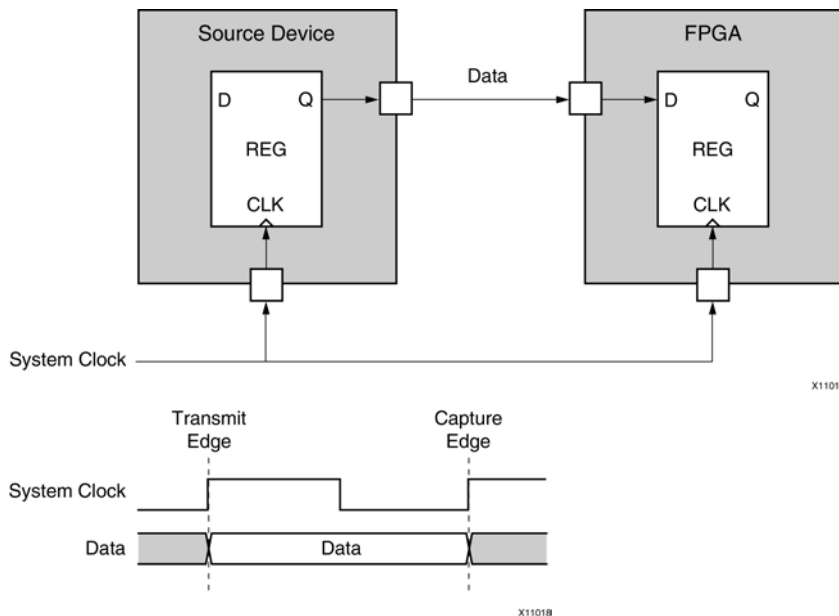 Source Device
FPGA
Data
D Q
D Q
REG
REG
CLK
CLK
System Clock
X1101
Transmit
Edge
Capture
Edge
System Clock
Data
Data
X11018